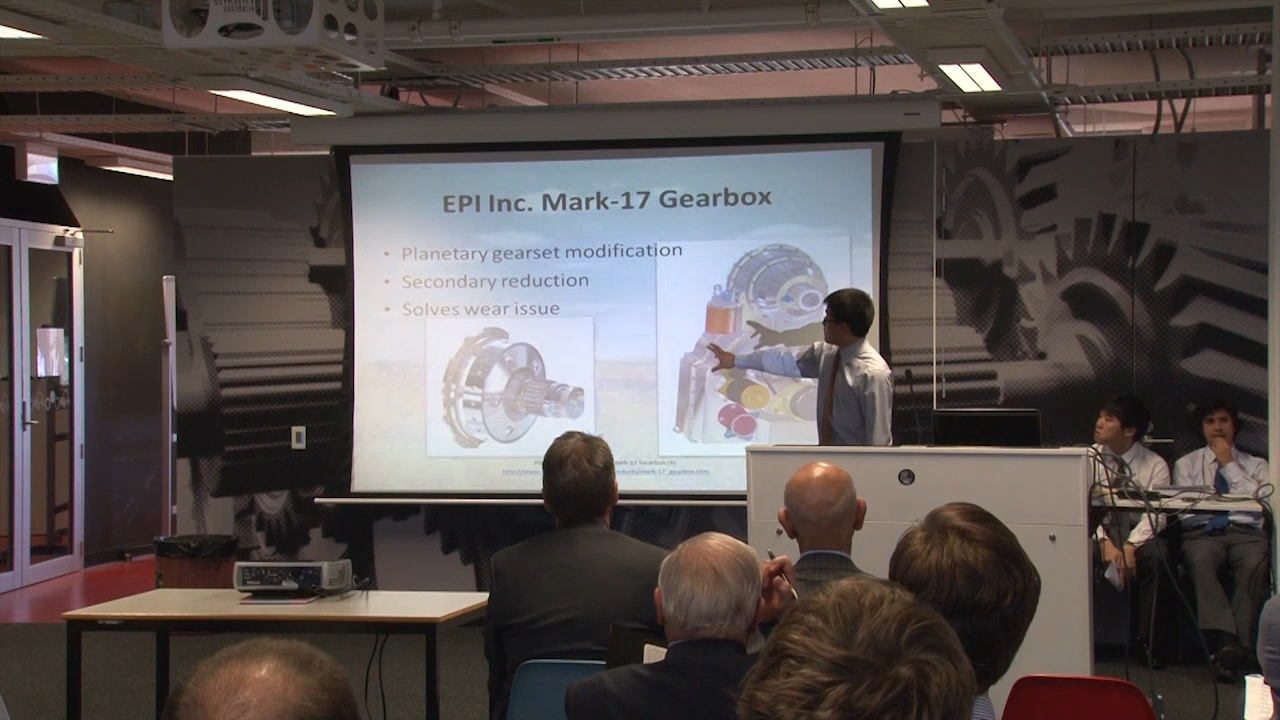 EPI Inc. Mark-17 Gearbox
• Planetary gearset modification
• Secondary reduction
• Solves wear issue